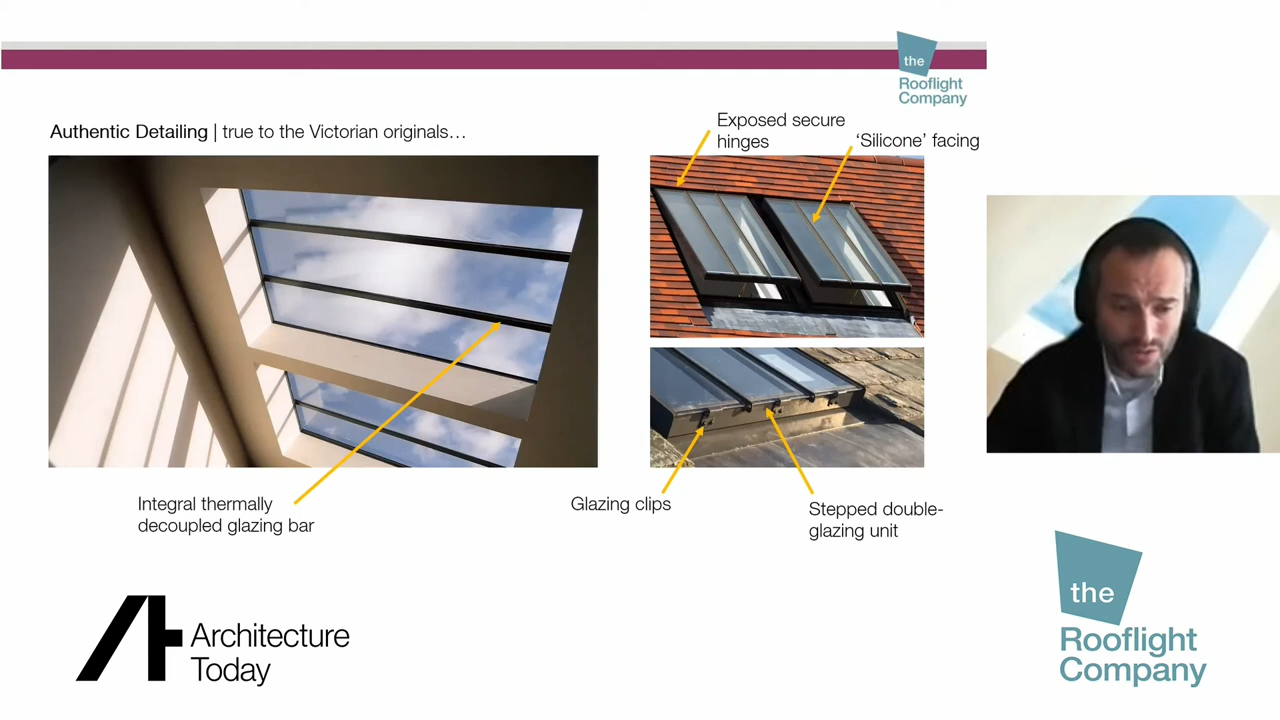 the
Rooflight
Company
Authentic Detailing | true to the Victorian originals…
Exposed secure
hinges
‘Silicone’ facing
Integral thermally
decoupled glazing bar
Glazing clips
Stepped double-
glazing unit
Architecture
Today
the
Rooflight
Company